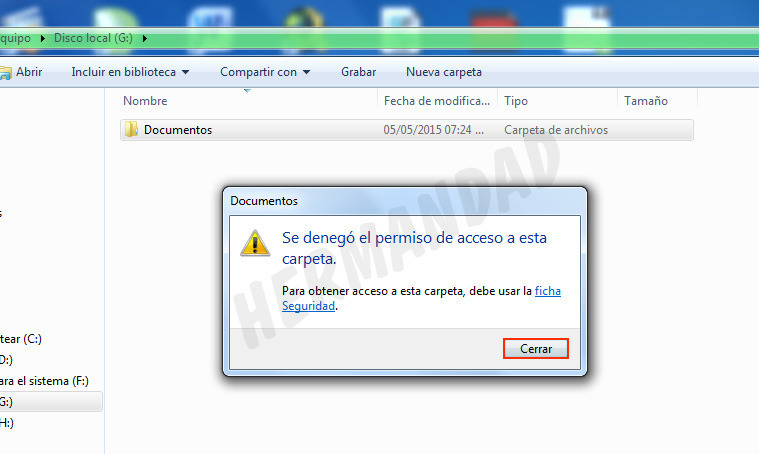 equipo ▸ Disco local (G:) ▸
Abrir Incluir en biblioteca Compartir con Grabar Nueva carpeta
Nombre Fecha de modifica... Tipo Tamaño
Documentos 05/05/2015 07:24 ... Carpeta de archivos
HERMANDAD
Documentos
Se denegó el permiso de acceso a esta
carpeta.
Para obtener acceso a esta carpeta, debe usar la ficha
Seguridad.
Cerrar
s
tear (C:)
D:)
ara el sistema (F:)
G:)
H:)